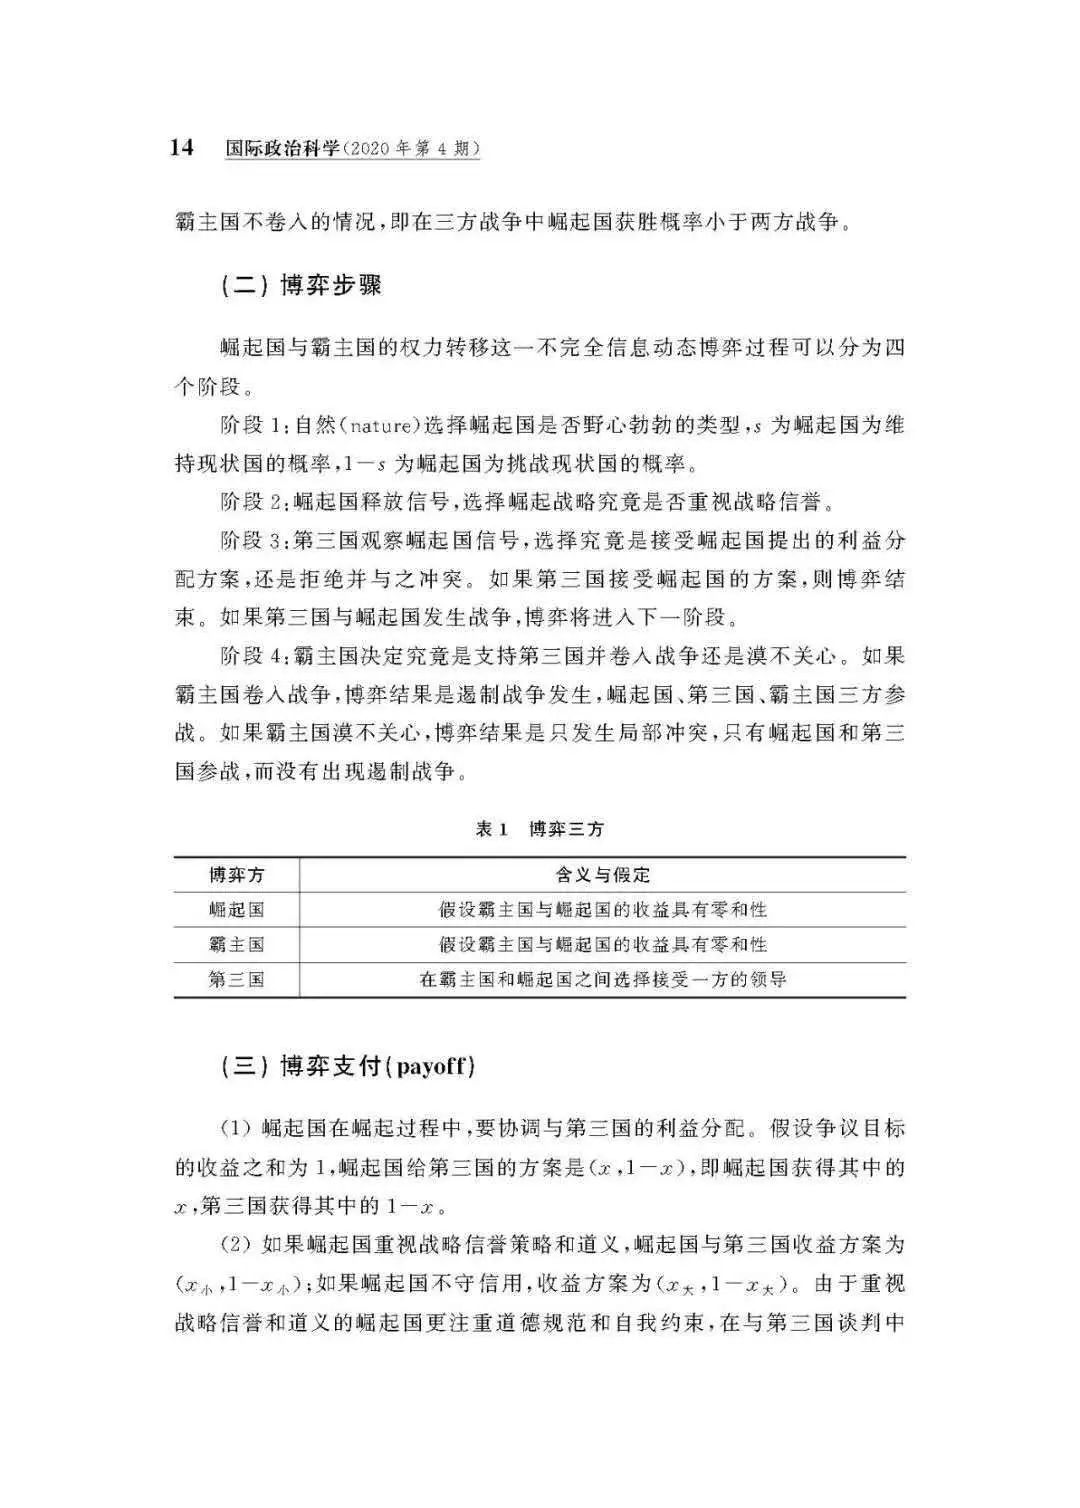 14 国际政治科学(2020 年第 4 期)
霸主国不卷入的情况,即在三方战争中崛起国获胜概率小于两方战争。
(二) 博弈步骤
崛起国与霸主国的权力转移这一不完全信息动态博弈过程可以分为四
个阶段。
阶段 1:自然(nature)选择崛起国是否野心勃勃的类型,s 为崛起国为维
持现状国的概率,1-s 为崛起国为挑战现状国的概率。
阶段 2:崛起国释放信号,选择崛起战略究竟是否重视战略信誉。
阶段 3:第三国观察崛起国信号,选择究竟是接受崛起国提出的利益分
配方案,还是拒绝并与之冲突。如果第三国接受崛起国的方案,则博弈结
束。如果第三国与崛起国发生战争,博弈将进入下一阶段。
阶段 4:霸主国决定究竟是支持第三国并卷入战争还是漠不关心。如果
霸主国卷入战争,博弈结果是遏制战争发生,崛起国、第三国、霸主国三方参
战。如果霸主国漠不关心,博弈结果是只发生局部冲突,只有崛起国和第三
国参战,而没有出现遏制战争。
表 1 博弈三方
博弈方 含义与假定
崛起国 假设霸主国与崛起国的收益具有零和性
霸主国 假设霸主国与崛起国的收益具有零和性
第三国 在霸主国和崛起国之间选择接受一方的领导
(三) 博弈支付(payoff)
(1) 崛起国在崛起过程中,要协调与第三国的利益分配。假设争议目标
的收益之和为 1,崛起国给第三国的方案是(x,1-x),即崛起国获得其中的
x,第三国获得其中的 1-x。
(2) 如果崛起国重视战略信誉策略和道义,崛起国与第三国收益方案为
(x小,1-x小);如果崛起国不守信用,收益方案为(x大,1-x大)。由于重视
战略信誉和道义的崛起国更注重道德规范和自我约束,在与第三国谈判中